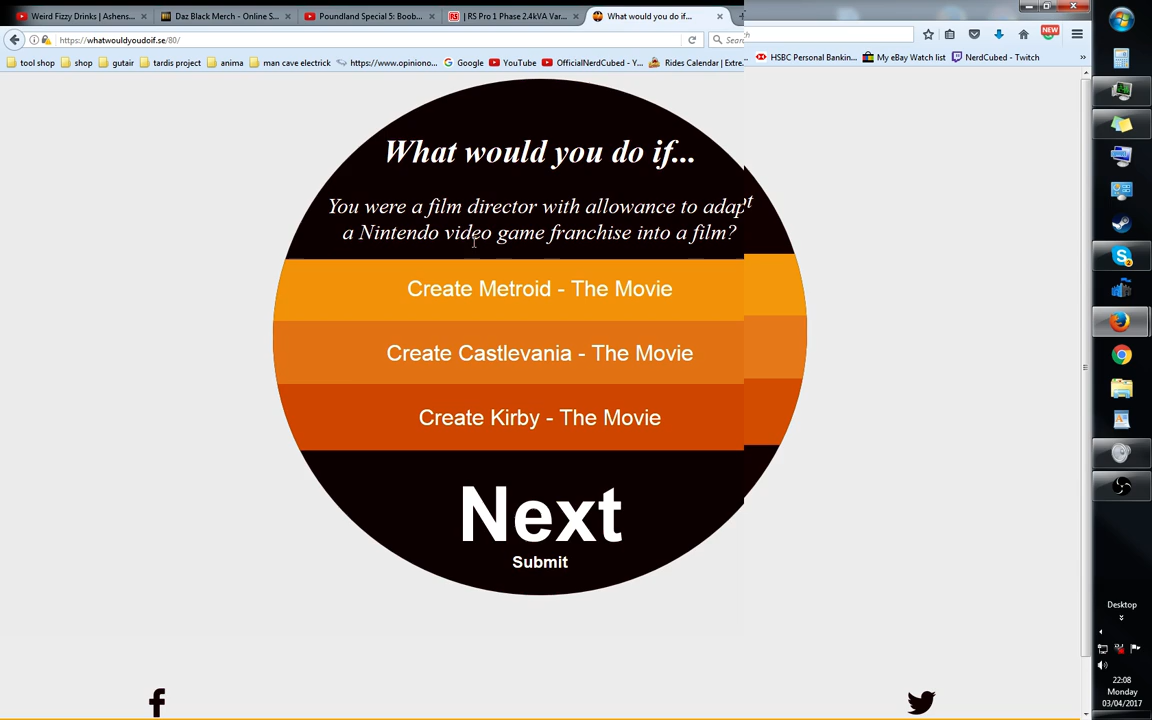 Weird Fizzy Drinks | Ashens... Daz Black Merch - Online S... Poundland Special 5: Boob... | RS Pro 1 Phase 2.4kVA Var... What would you do if...
https://whatwouldyoudoif.se/80/
tool shop shop gutair tardis project anima man cave electrick https://www.opiniono... Google YouTube OfficialNerdCubed - Y... Rides Calendar | Extre... HSBC Personal Bankin... My eBay Watch list NerdCubed - Twitch
NEW
What would you do if...
You were a film director with allowance to adapt
a Nintendo video game franchise into a film?
Create Metroid - The Movie
Create Castlevania - The Movie
Create Kirby - The Movie
Next
Submit
Desktop
22:08
Monday
03/04/2017